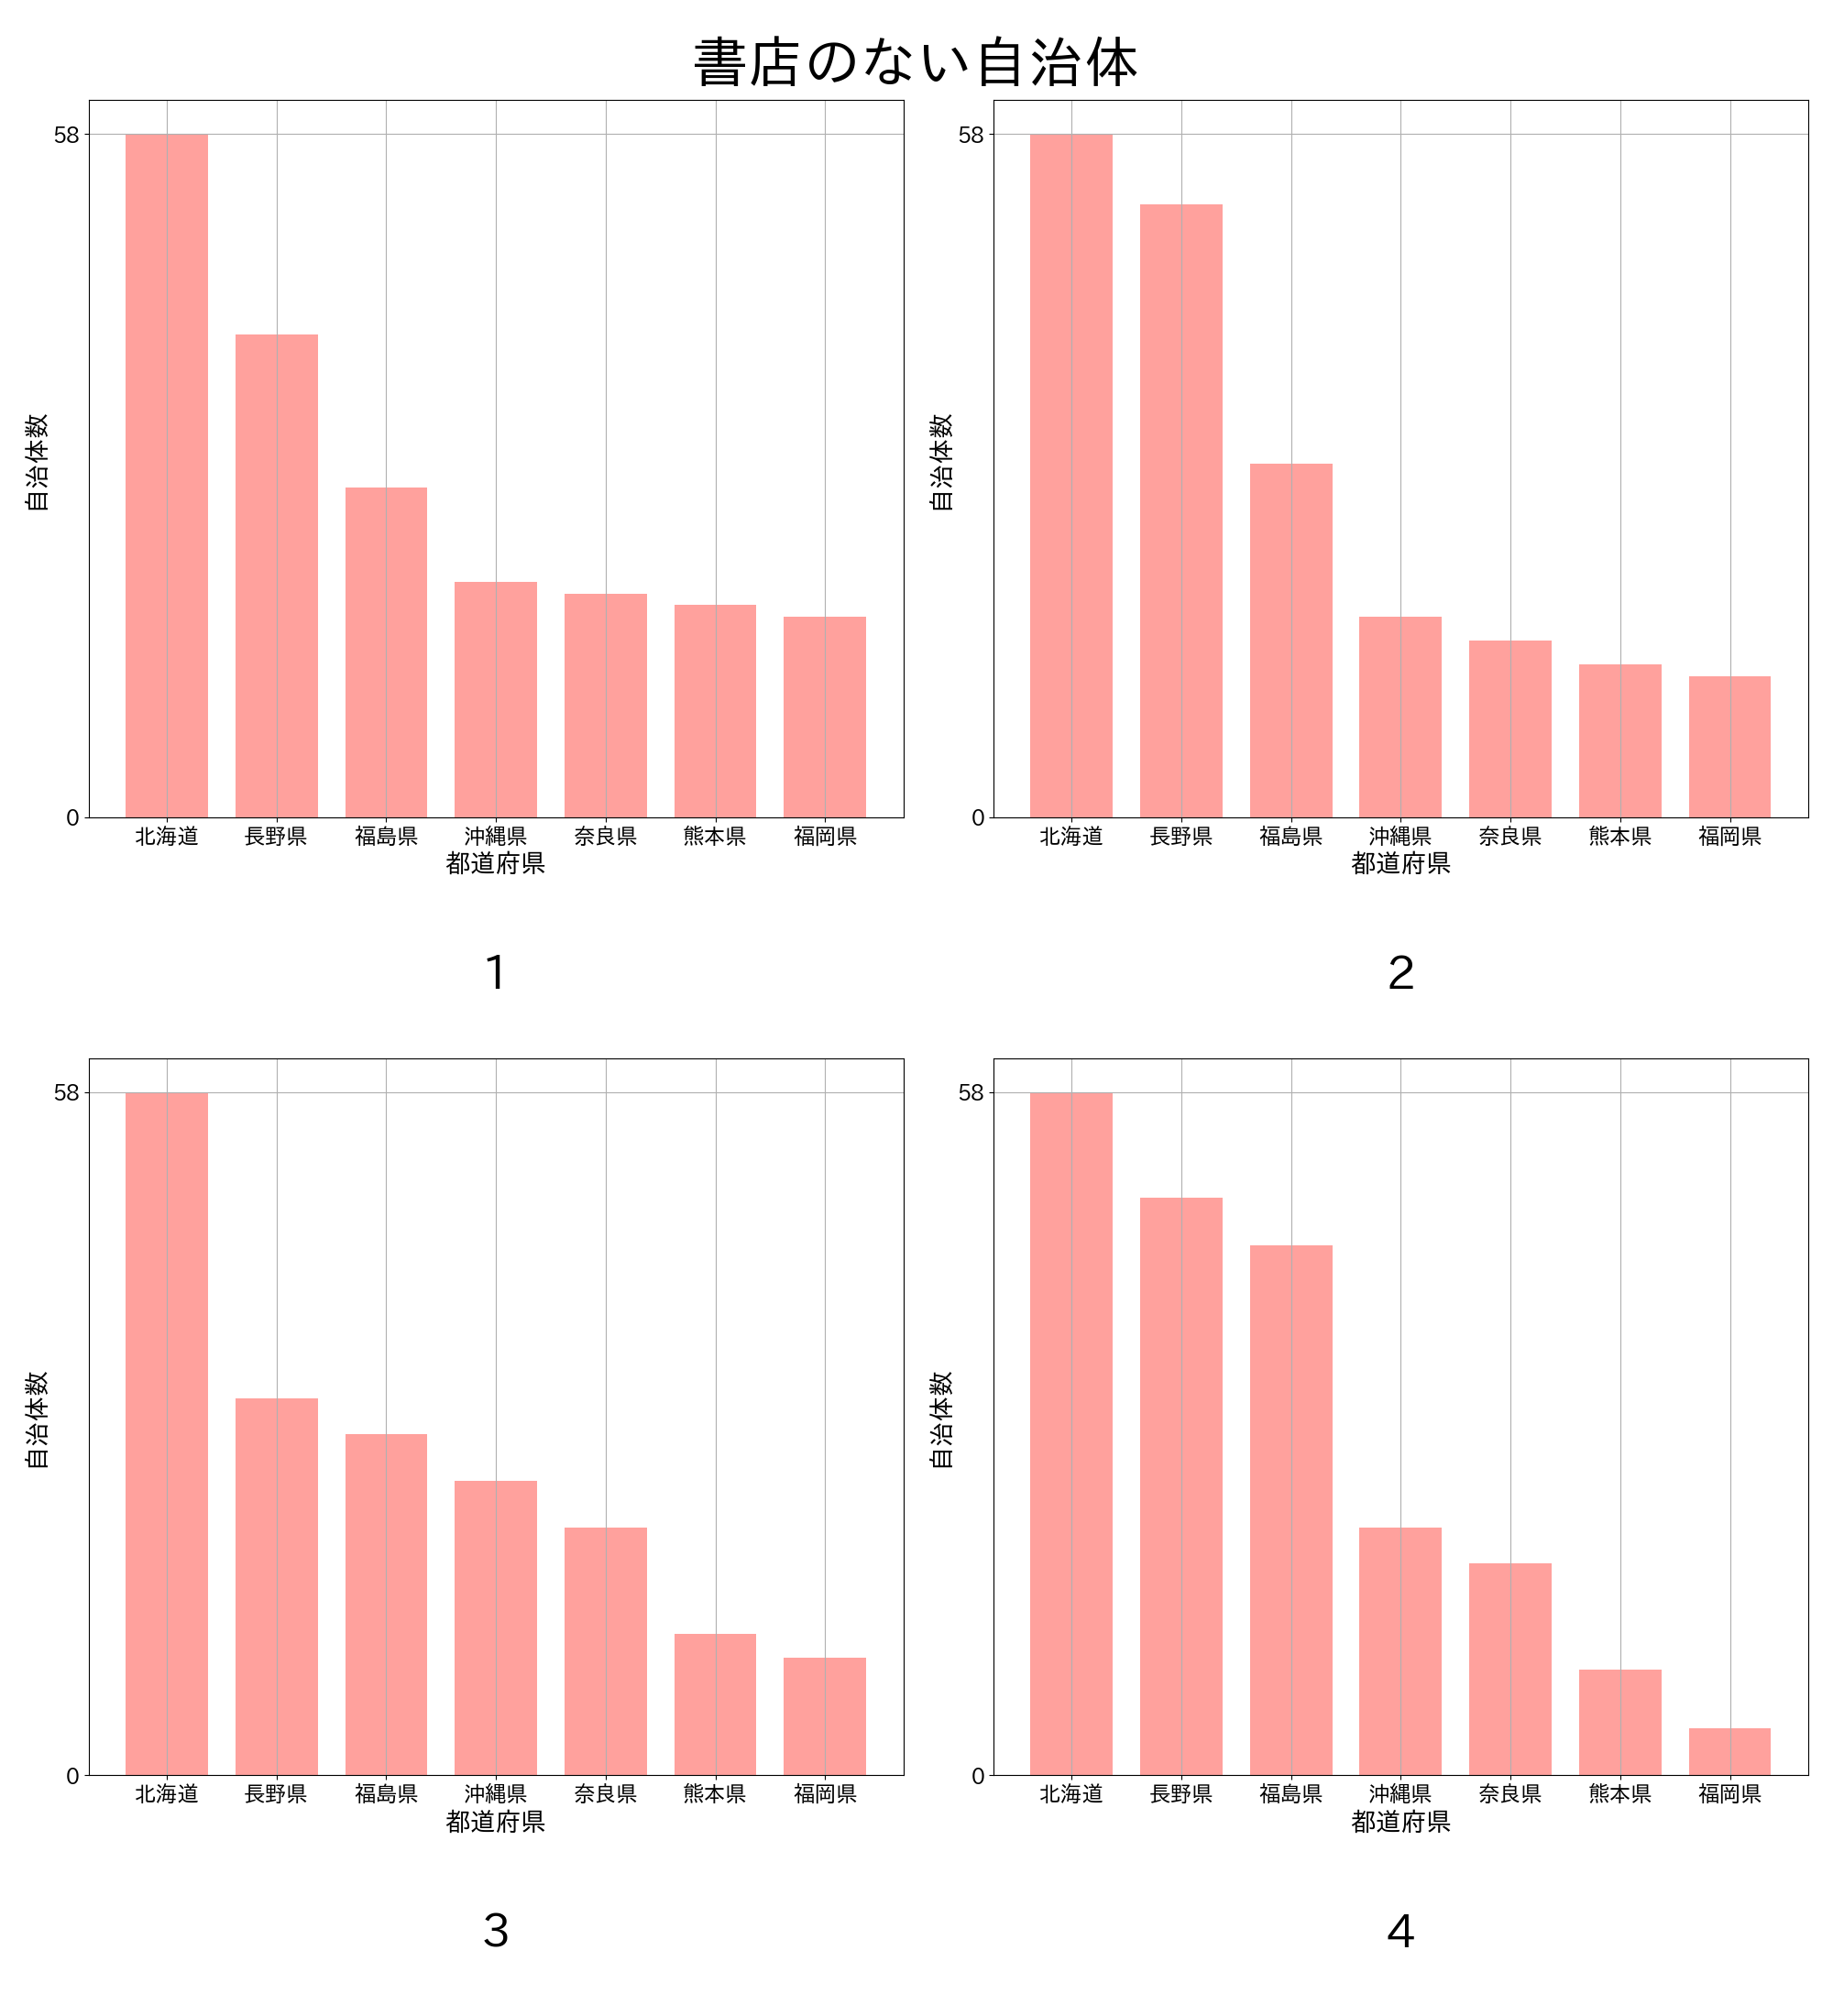 書店のない自治体
58
0
自治体数
北海道 長野県 福島県 沖縄県 奈良県 熊本県 福岡県
都道府県
1
58
0
自治体数
北海道 長野県 福島県 沖縄県 奈良県 熊本県 福岡県
都道府県
2
58
0
自治体数
北海道 長野県 福島県 沖縄県 奈良県 熊本県 福岡県
都道府県
3
58
0
自治体数
北海道 長野県 福島県 沖縄県 奈良県 熊本県 福岡県
都道府県
4